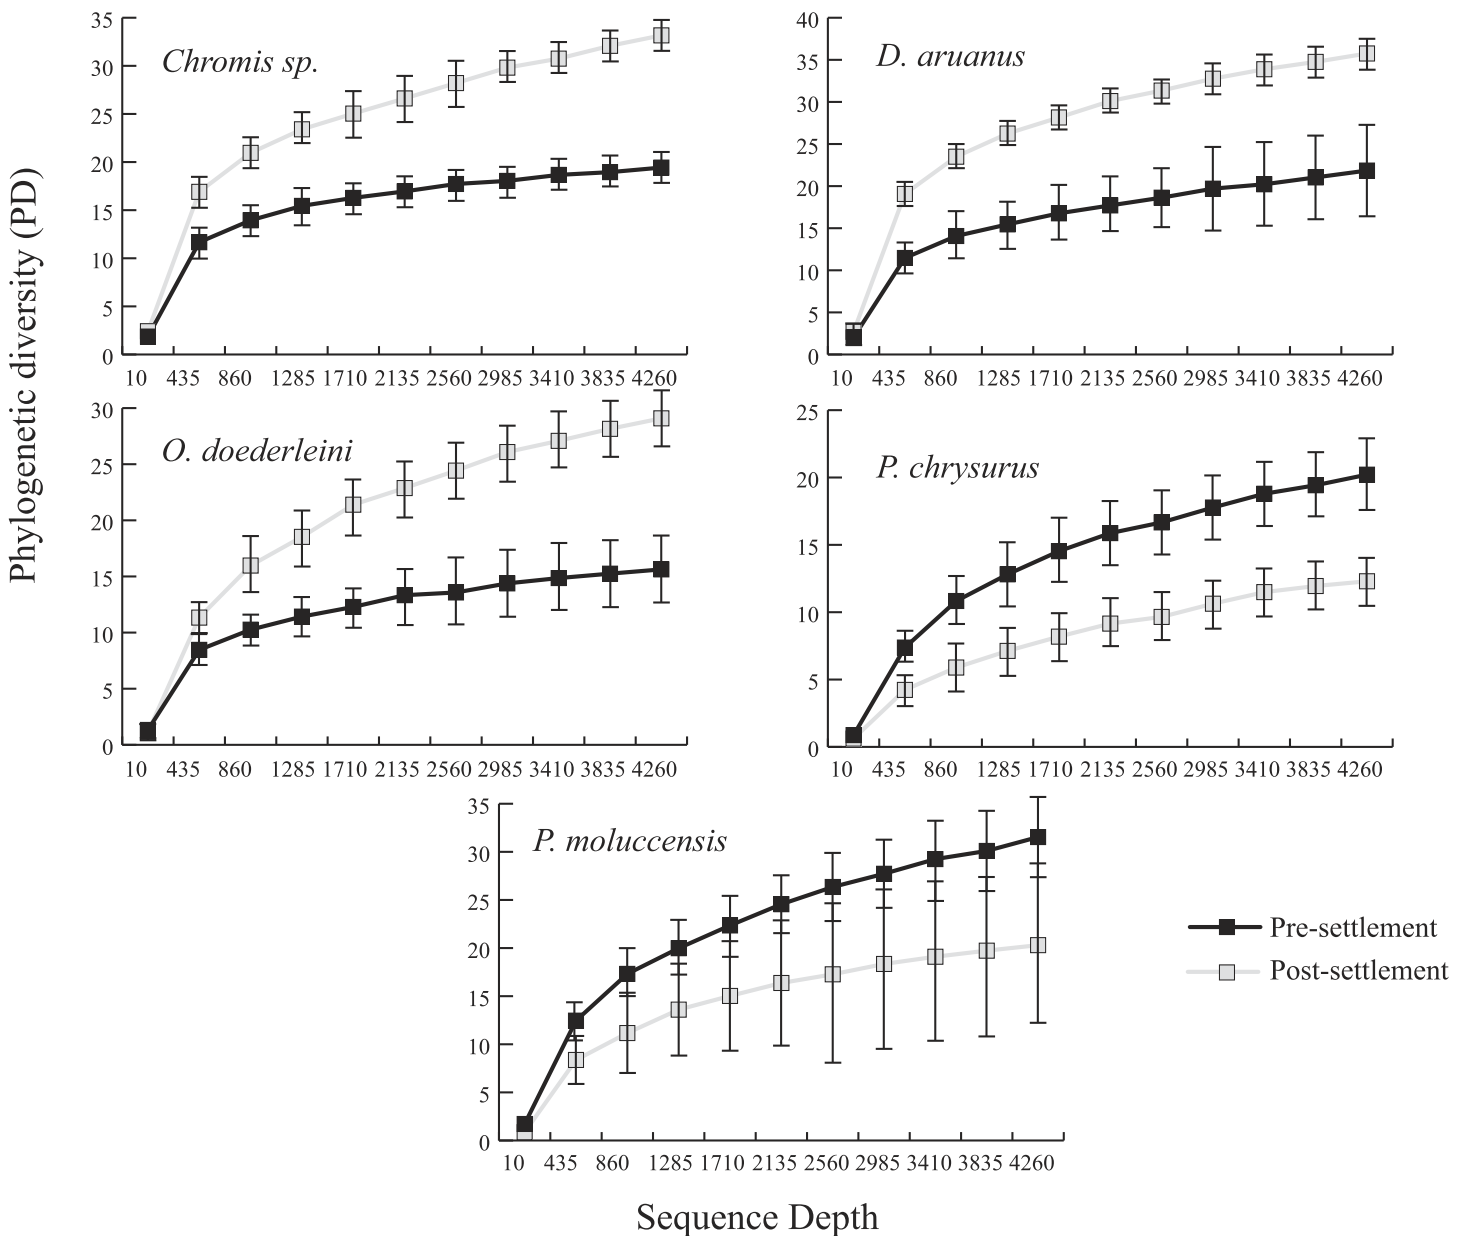 Phylogenetic diversity (PD)
Chromis sp.
35
30
25
20
15
10
5
0
10 435 860 1285 1710 2135 2560 2985 3410 3835 4260
D. aruanus
40
35
30
25
20
15
10
5
0
10 435 860 1285 1710 2135 2560 2985 3410 3835 4260
O. doederleini
30
25
20
15
10
5
0
10 435 860 1285 1710 2135 2560 2985 3410 3835 4260
P. chrysurus
25
20
15
10
5
0
10 435 860 1285 1710 2135 2560 2985 3410 3835 4260
P. moluccensis
35
30
25
20
15
10
5
0
10 435 860 1285 1710 2135 2560 2985 3410 3835 4260
Pre-settlement
Post-settlement
Sequence Depth